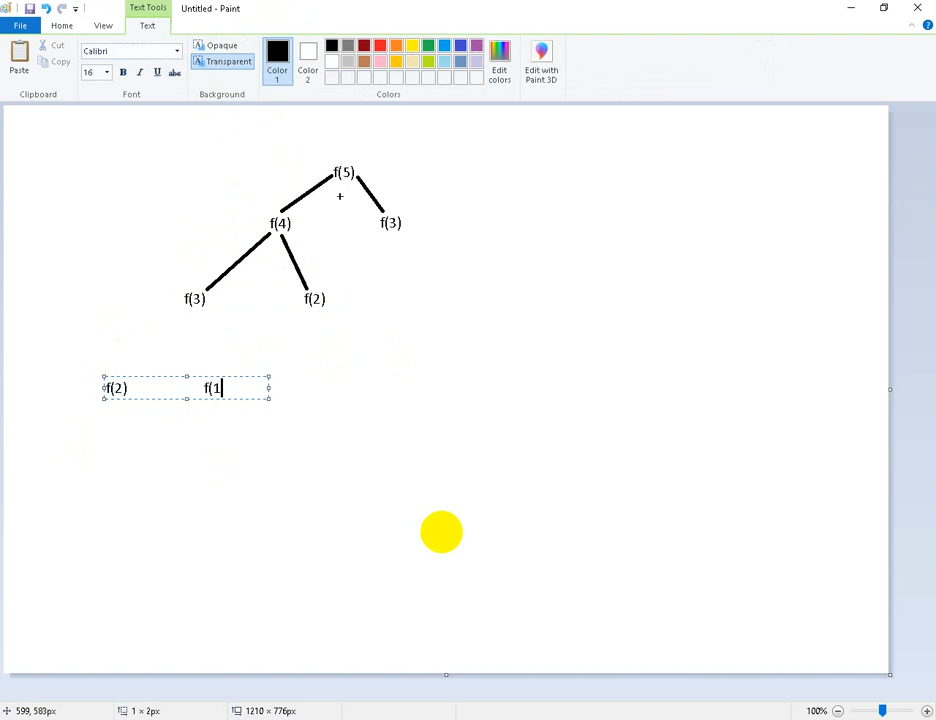 Text Tools
Untitled - Paint
File Home View Text
Paste
Cut
Copy
Clipboard
Calibri
16 B I U abc
Font
Opaque
Transparent
Background
Color 1
Color 2
Colors
Edit colors
Edit with Paint 3D
f(5)
+
f(4) f(3)
f(3) f(2)
f(2) f(1
599, 583px 1 × 2px 1210 × 776px 100%